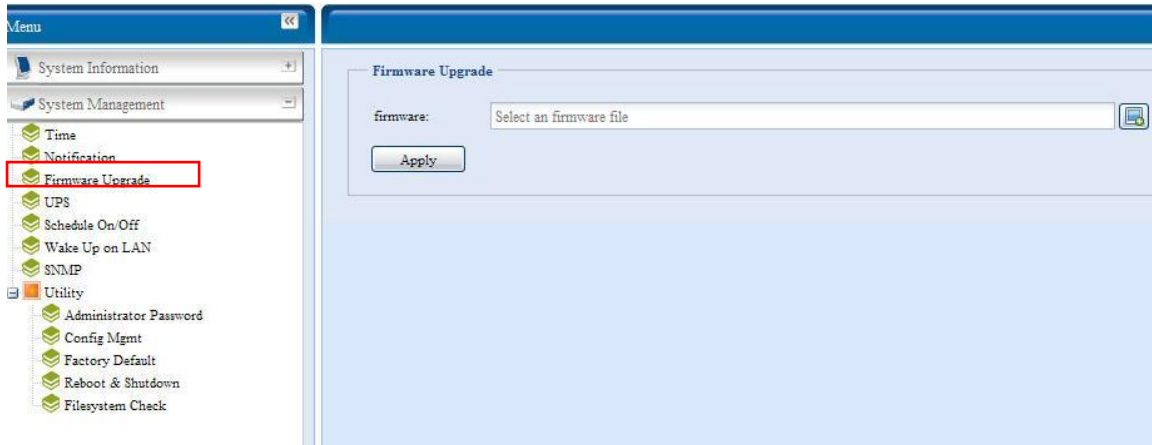 Menu
System Information
System Management
Time
Notification
Firmware Upgrade
UPS
Schedule On/Off
Wake Up on LAN
SNMP
Utility
Administrator Password
Config Mgmt
Factory Default
Reboot & Shutdown
Filesystem Check
Firmware Upgrade
firmware: Select an firmware file
Apply